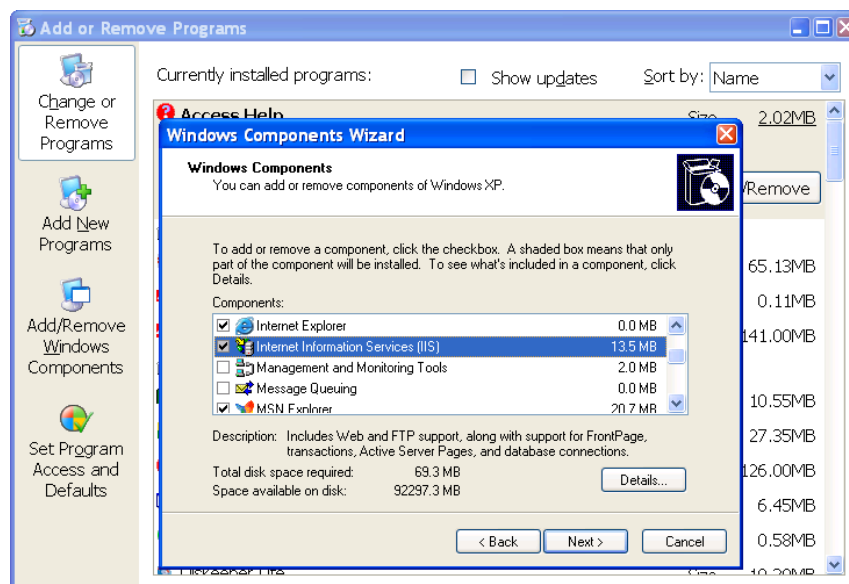 Add or Remove Programs
Change or
Remove
Programs
Add New
Programs
Add/Remove
Windows
Components
Set Program
Access and
Defaults
Currently installed programs:
Show updates
Sort by: Name
Access Help
Size
2.02MB
/Remove
65.13MB
0.11MB
141.00MB
10.55MB
27.35MB
126.00MB
6.45MB
0.58MB
Windows Components Wizard
Windows Components
You can add or remove components of Windows XP.
To add or remove a component, click the checkbox. A shaded box means that only
part of the component will be installed. To see what's included in a component, click
Details.
Components:
Internet Explorer 0.0 MB
Internet Information Services (IIS) 13.5 MB
Management and Monitoring Tools 2.0 MB
Message Queuing 0.0 MB
MSN Explorer 20.7 MB
Description: Includes Web and FTP support, along with support for FrontPage,
transactions, Active Server Pages, and database connections.
Total disk space required: 69.3 MB
Space available on disk: 92297.3 MB
Details...
< Back
Next >
Cancel
Diskeeper Lite
Size